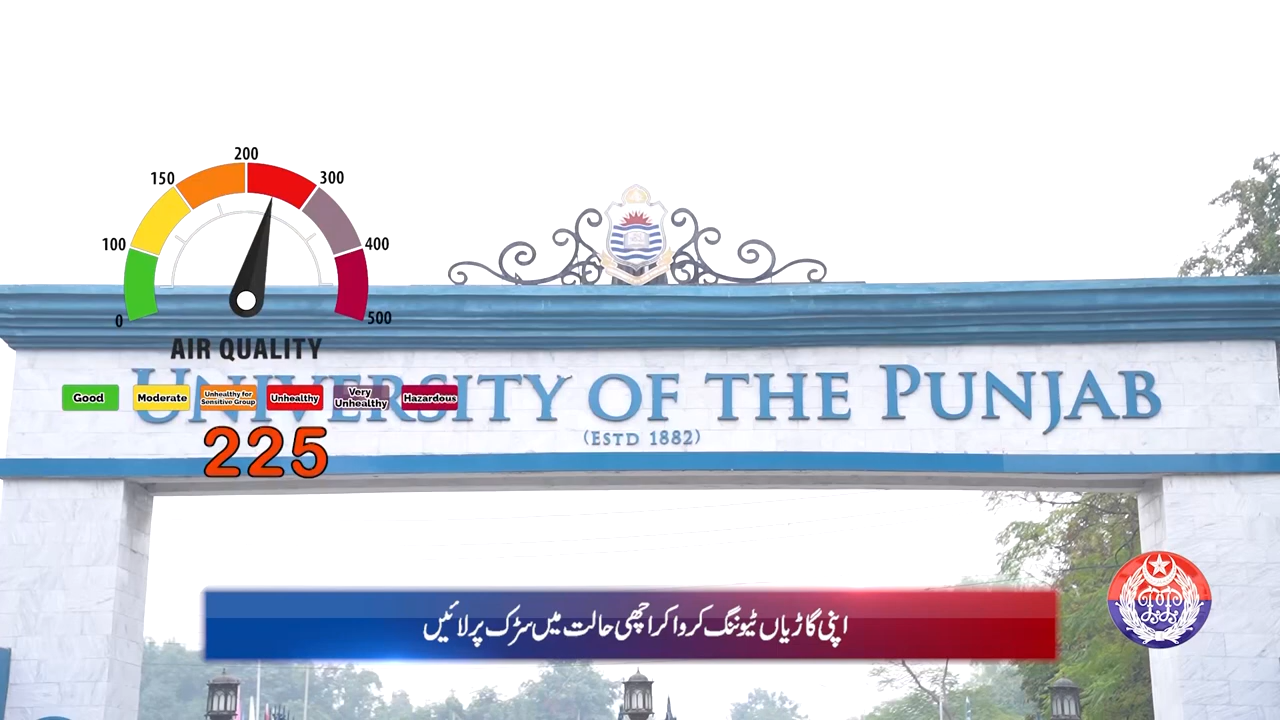 200
150
300
100
400
0
500
AIR QUALITY
UNIVERSITY OF THE PUNJAB
Good
Moderate
Unhealthy for Sensitive Group
Unhealthy
Very Unhealthy
Hazardous
(ESTD 1882)
225
اپنی گاڑیاں ٹیوننگ کروا کر اچھی حالت میں سڑک پر لائیں